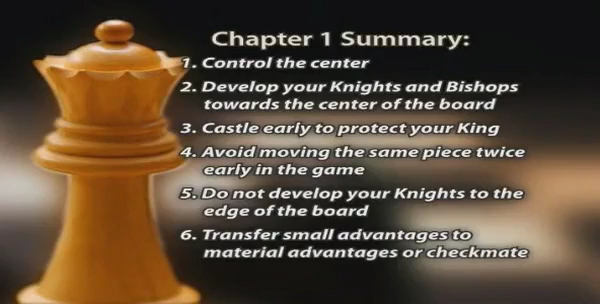 Chapter 1 Summary:
1. Control the center
2. Develop your Knights and Bishops
towards the center of the board
3. Castle early to protect your King
4. Avoid moving the same piece twice
early in the game
5. Do not develop your Knights to the
edge of the board
6. Transfer small advantages to
material advantages or checkmate